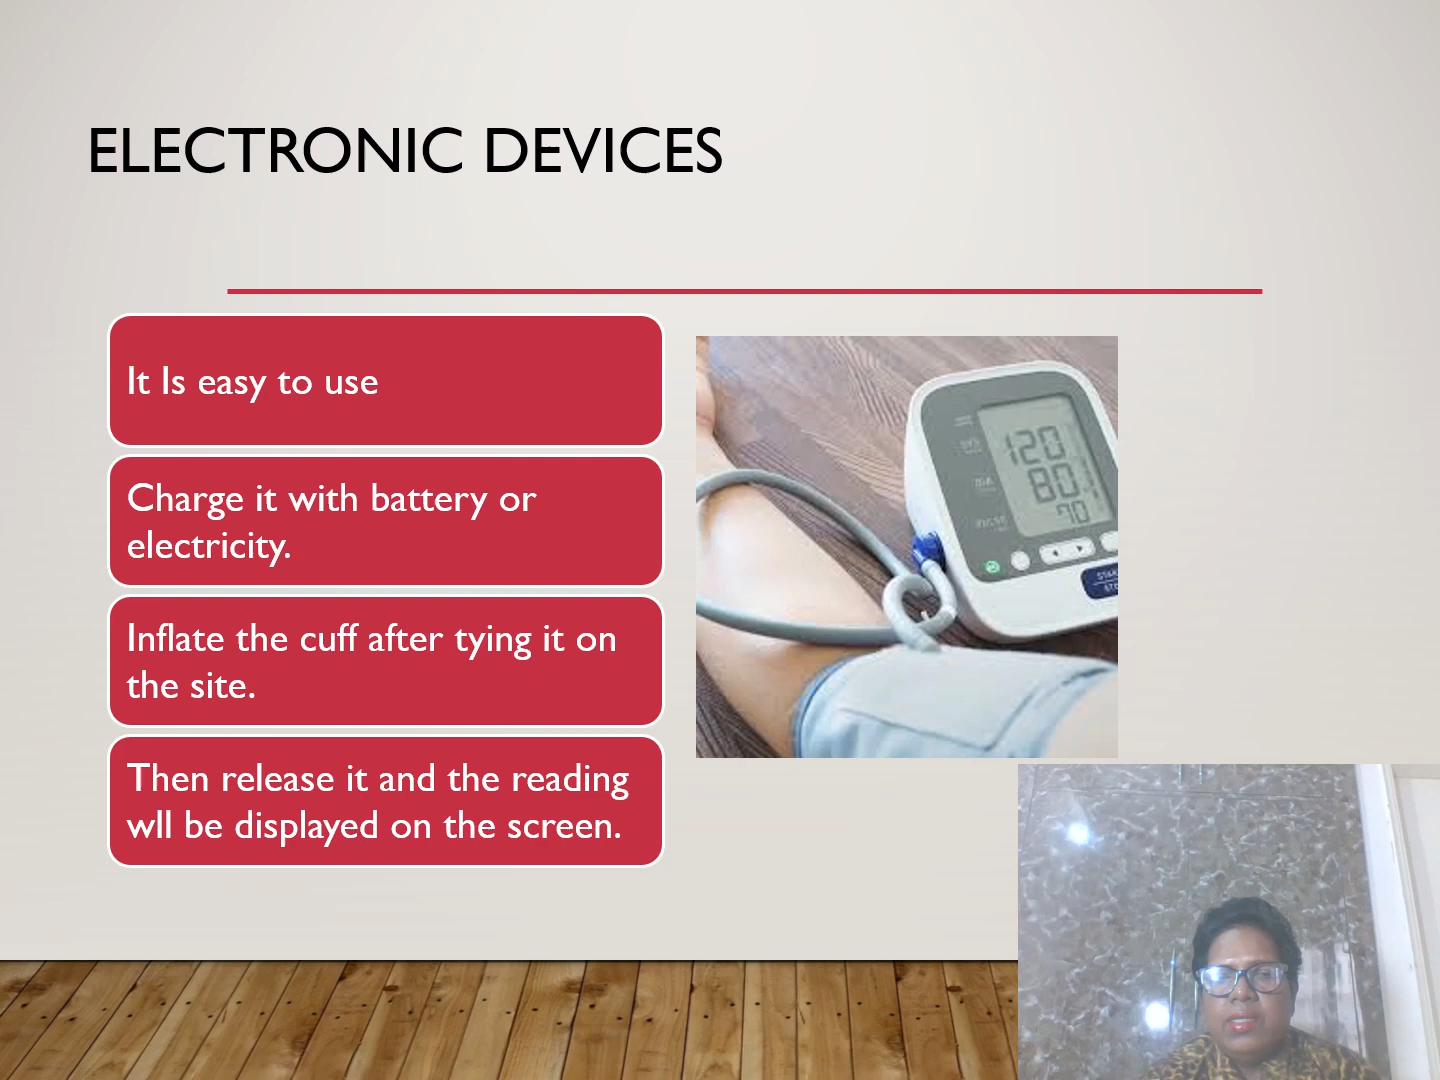 ELECTRONIC DEVICES
It Is easy to use
Charge it with battery or
electricity.
Inflate the cuff after tying it on
the site.
Then release it and the reading
wll be displayed on the screen.
120
80
70